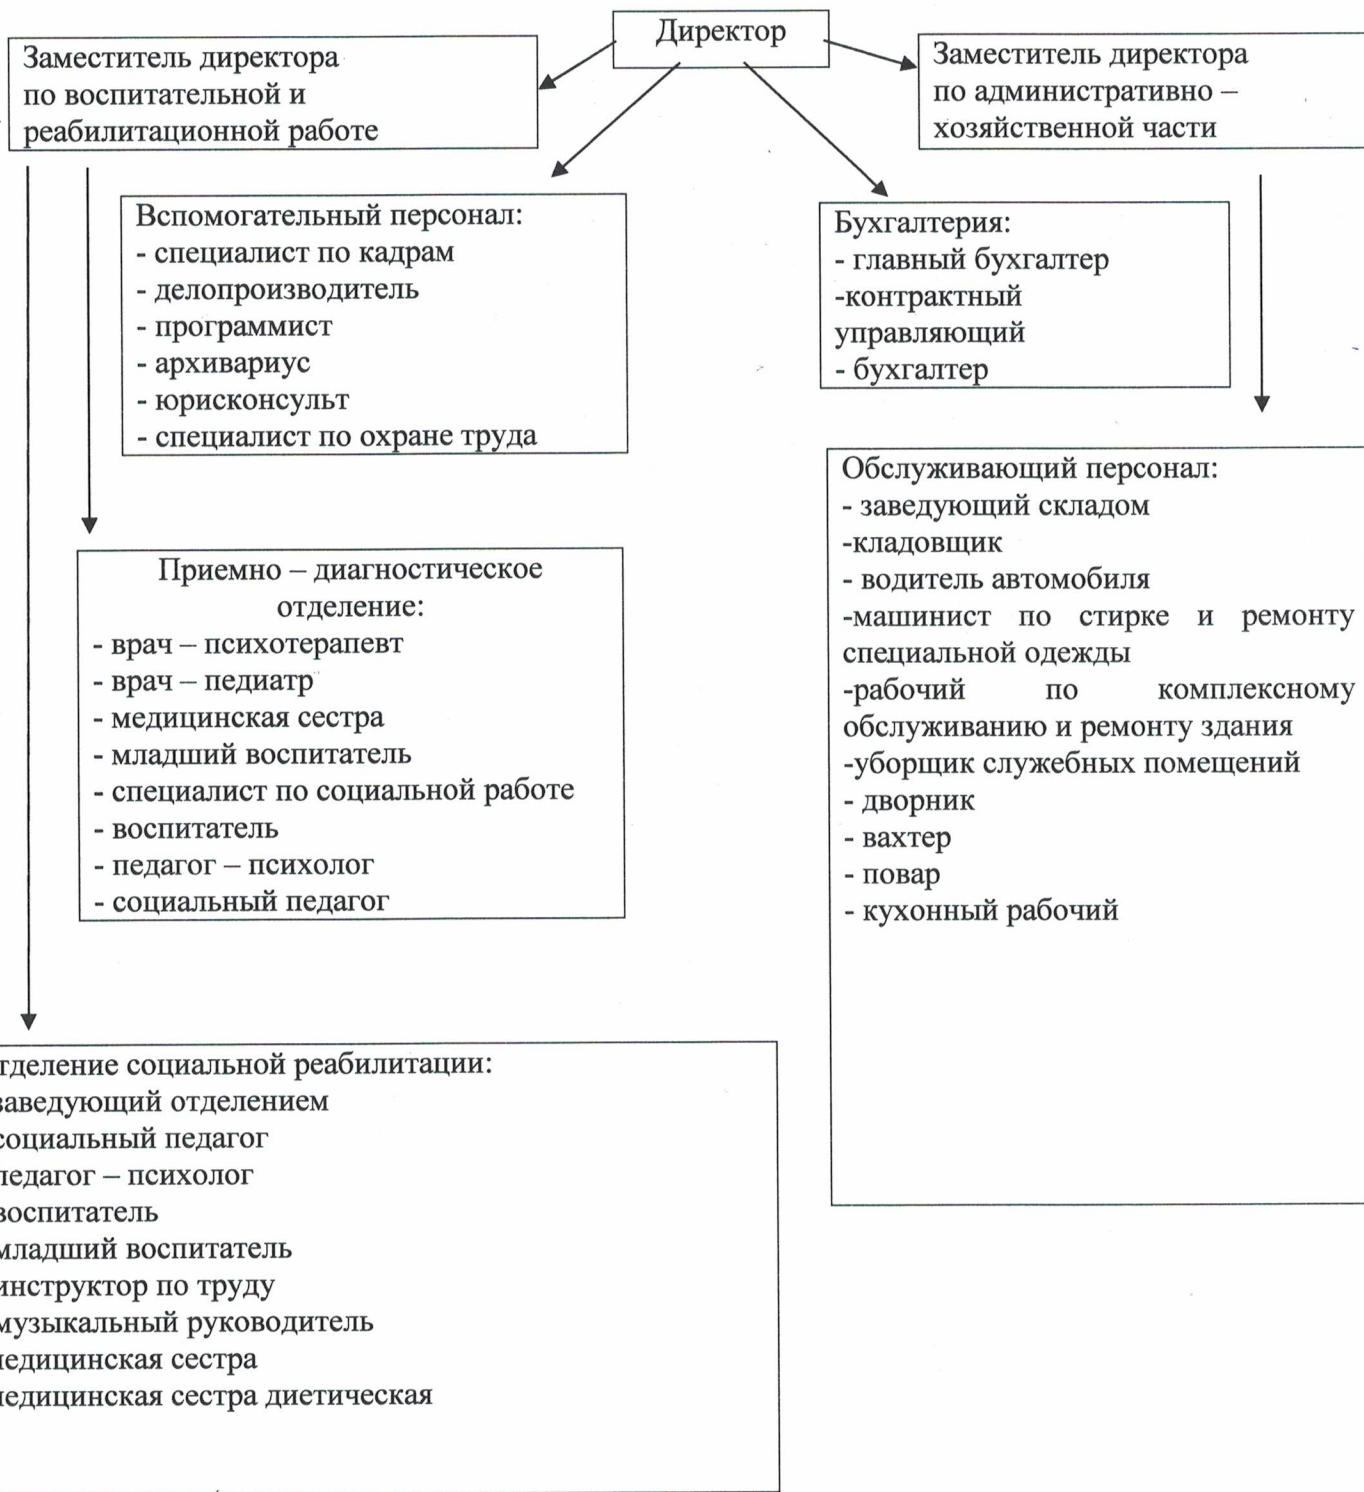 Директор
Заместитель директора
по воспитательной и
реабилитационной работе
Заместитель директора
по административно –
хозяйственной части
Вспомогательный персонал:
- специалист по кадрам
- делопроизводитель
- программист
- архивариус
- юрисконсульт
- специалист по охране труда
Бухгалтерия:
- главный бухгалтер
-контрактный
управляющий
- бухгалтер
Приемно – диагностическое
отделение:
- врач – психотерапевт
- врач – педиатр
- медицинская сестра
- младший воспитатель
- специалист по социальной работе
- воспитатель
- педагог – психолог
- социальный педагог
Обслуживающий персонал:
- заведующий складом
-кладовщик
- водитель автомобиля
-машинист по стирке и ремонту
специальной одежды
-рабочий по комплексному
обслуживанию и ремонту здания
-уборщик служебных помещений
- дворник
- вахтер
- повар
- кухонный рабочий
тделение социальной реабилитации:
заведующий отделением
социальный педагог
педагог – психолог
воспитатель
младший воспитатель
инструктор по труду
музыкальный руководитель
медицинская сестра
медицинская сестра диетическая